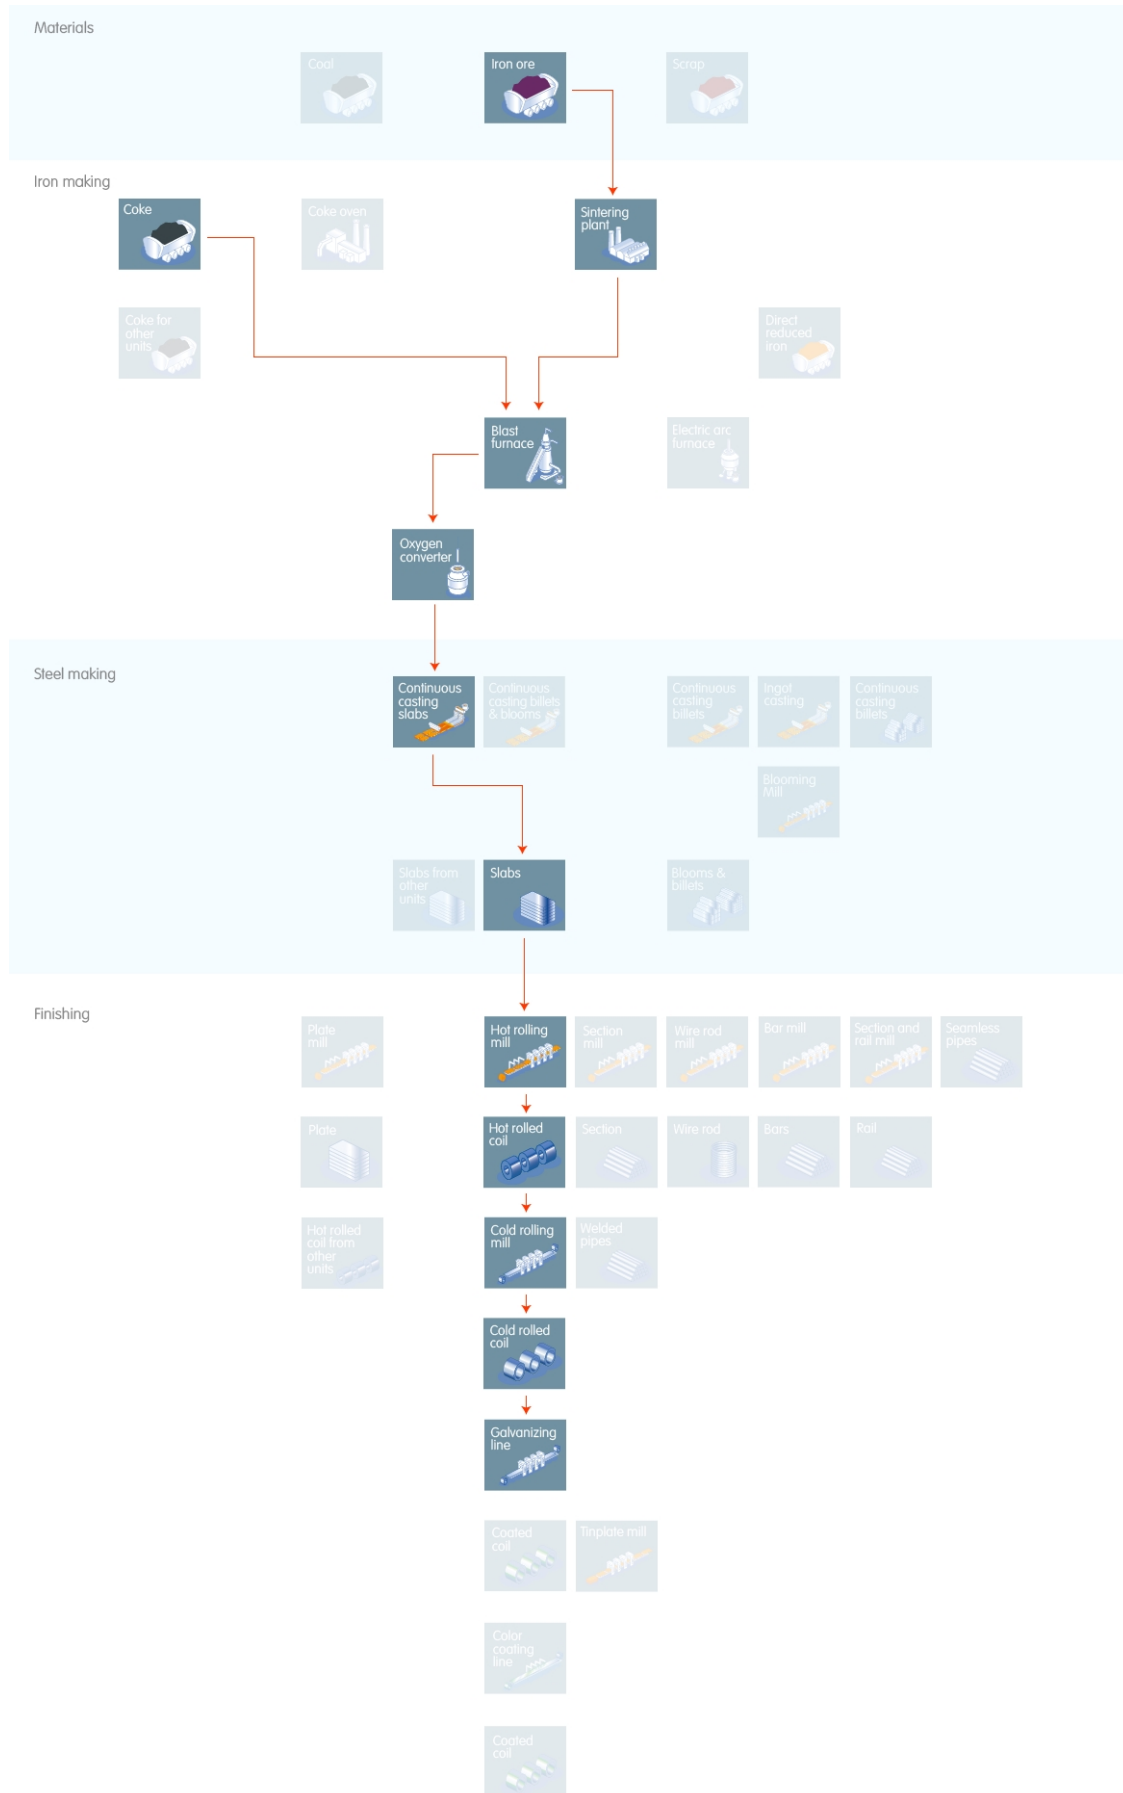 Materials
Coal
Iron ore
Scrap
Iron making
Coke
Coke oven
Sintering
plant
Coke for
other
units
Direct
reduced
iron
Blast
furnace
Electric arc
furnace
Oxygen
converter
Steel making
Continuous
casting
slabs
Continuous
casting billets
& blooms
Continuous
casting
billets
Ingot
casting
Continuous
casting
billets
Blooming
Mill
Slabs from
other
units
Slabs
Blooms &
billets
Finishing
Plate
mill
Hot rolling
mill
Section
mill
Wire rod
mill
Bar mill
Section and
rail mill
Seamless
pipes
Plate
Hot rolled
coil
Section
Wire rod
Bars
Rail
Hot rolled
coil from
other
units
Cold rolling
mill
Welded
pipes
Cold rolled
coil
Galvanizing
line
Coated
coil
Tinplate mill
Color
coating
line
Coated
coil